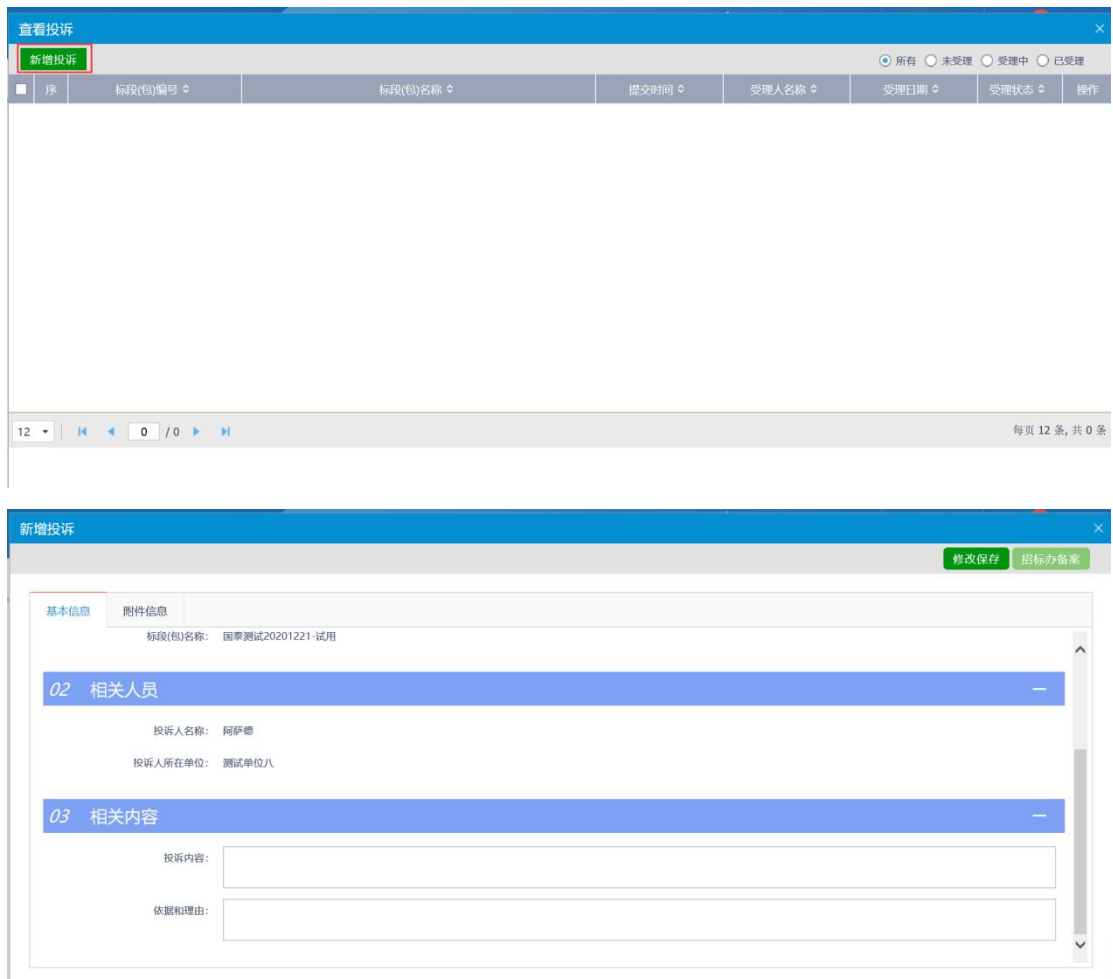 查看投诉
新增投诉 所有 未受理 受理中 已受理
序 标段(包)编号 标段(包)名称 提交时间 受理人名称 受理日期 受理状态 操作
12 0 / 0 每页 12 条, 共 0 条
新增投诉
修改保存 招标办备案
基本信息 附件信息
标段(包)名称: 国泰测试20201221-试用
02 相关人员
投诉人名称: 阿萨德
投诉人所在单位: 测试单位八
03 相关内容
投诉内容:
依据和理由: